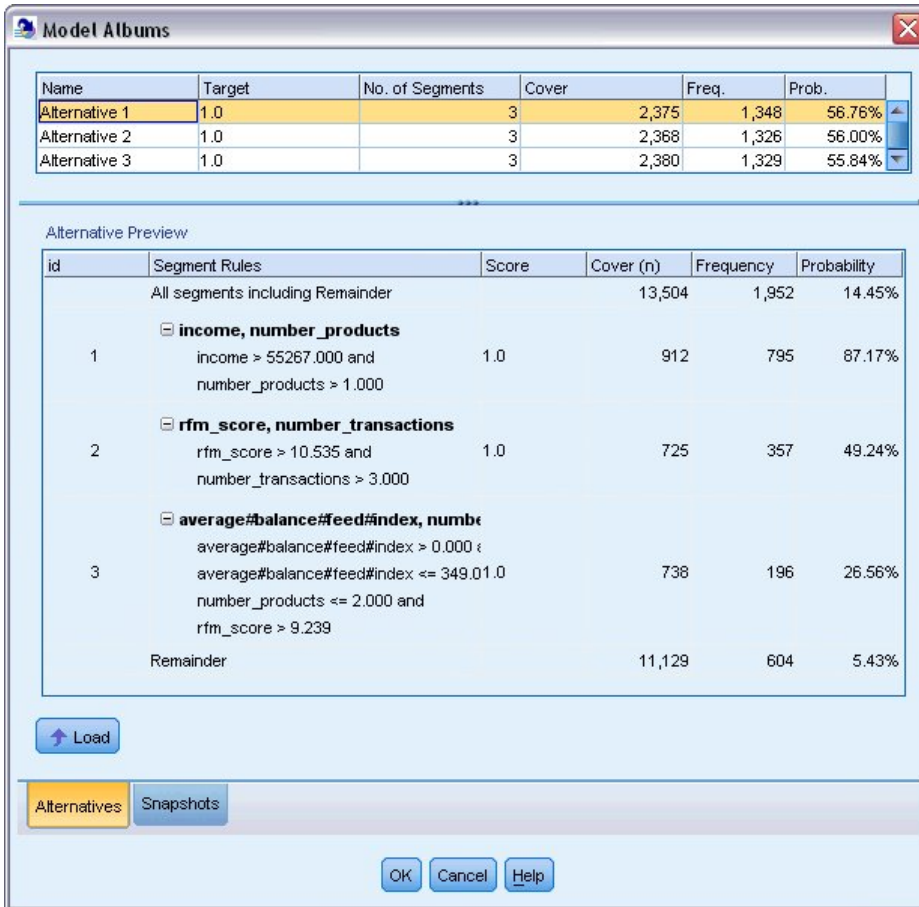 Model Albums
Name Target No. of Segments Cover Freq. Prob.
Alternative 1 1.0 3 2,375 1,348 56.76%
Alternative 2 1.0 3 2,368 1,326 56.00%
Alternative 3 1.0 3 2,380 1,329 55.84%
Alternative Preview
id Segment Rules Score Cover (n) Frequency Probability
All segments including Remainder 13,504 1,952 14.45%
income, number_products
1 income > 55267.000 and 1.0 912 795 87.17%
number_products > 1.000
rfm_score, number_transactions
2 rfm_score > 10.535 and 1.0 725 357 49.24%
number_transactions > 3.000
average#balance#feed#index, numbe
average#balance#feed#index > 0.000
3 average#balance#feed#index <= 349.0 1.0 738 196 26.56%
number_products <= 2.000 and
rfm_score > 9.239
Remainder 11,129 604 5.43%
Load
Alternatives Snapshots
OK Cancel Help